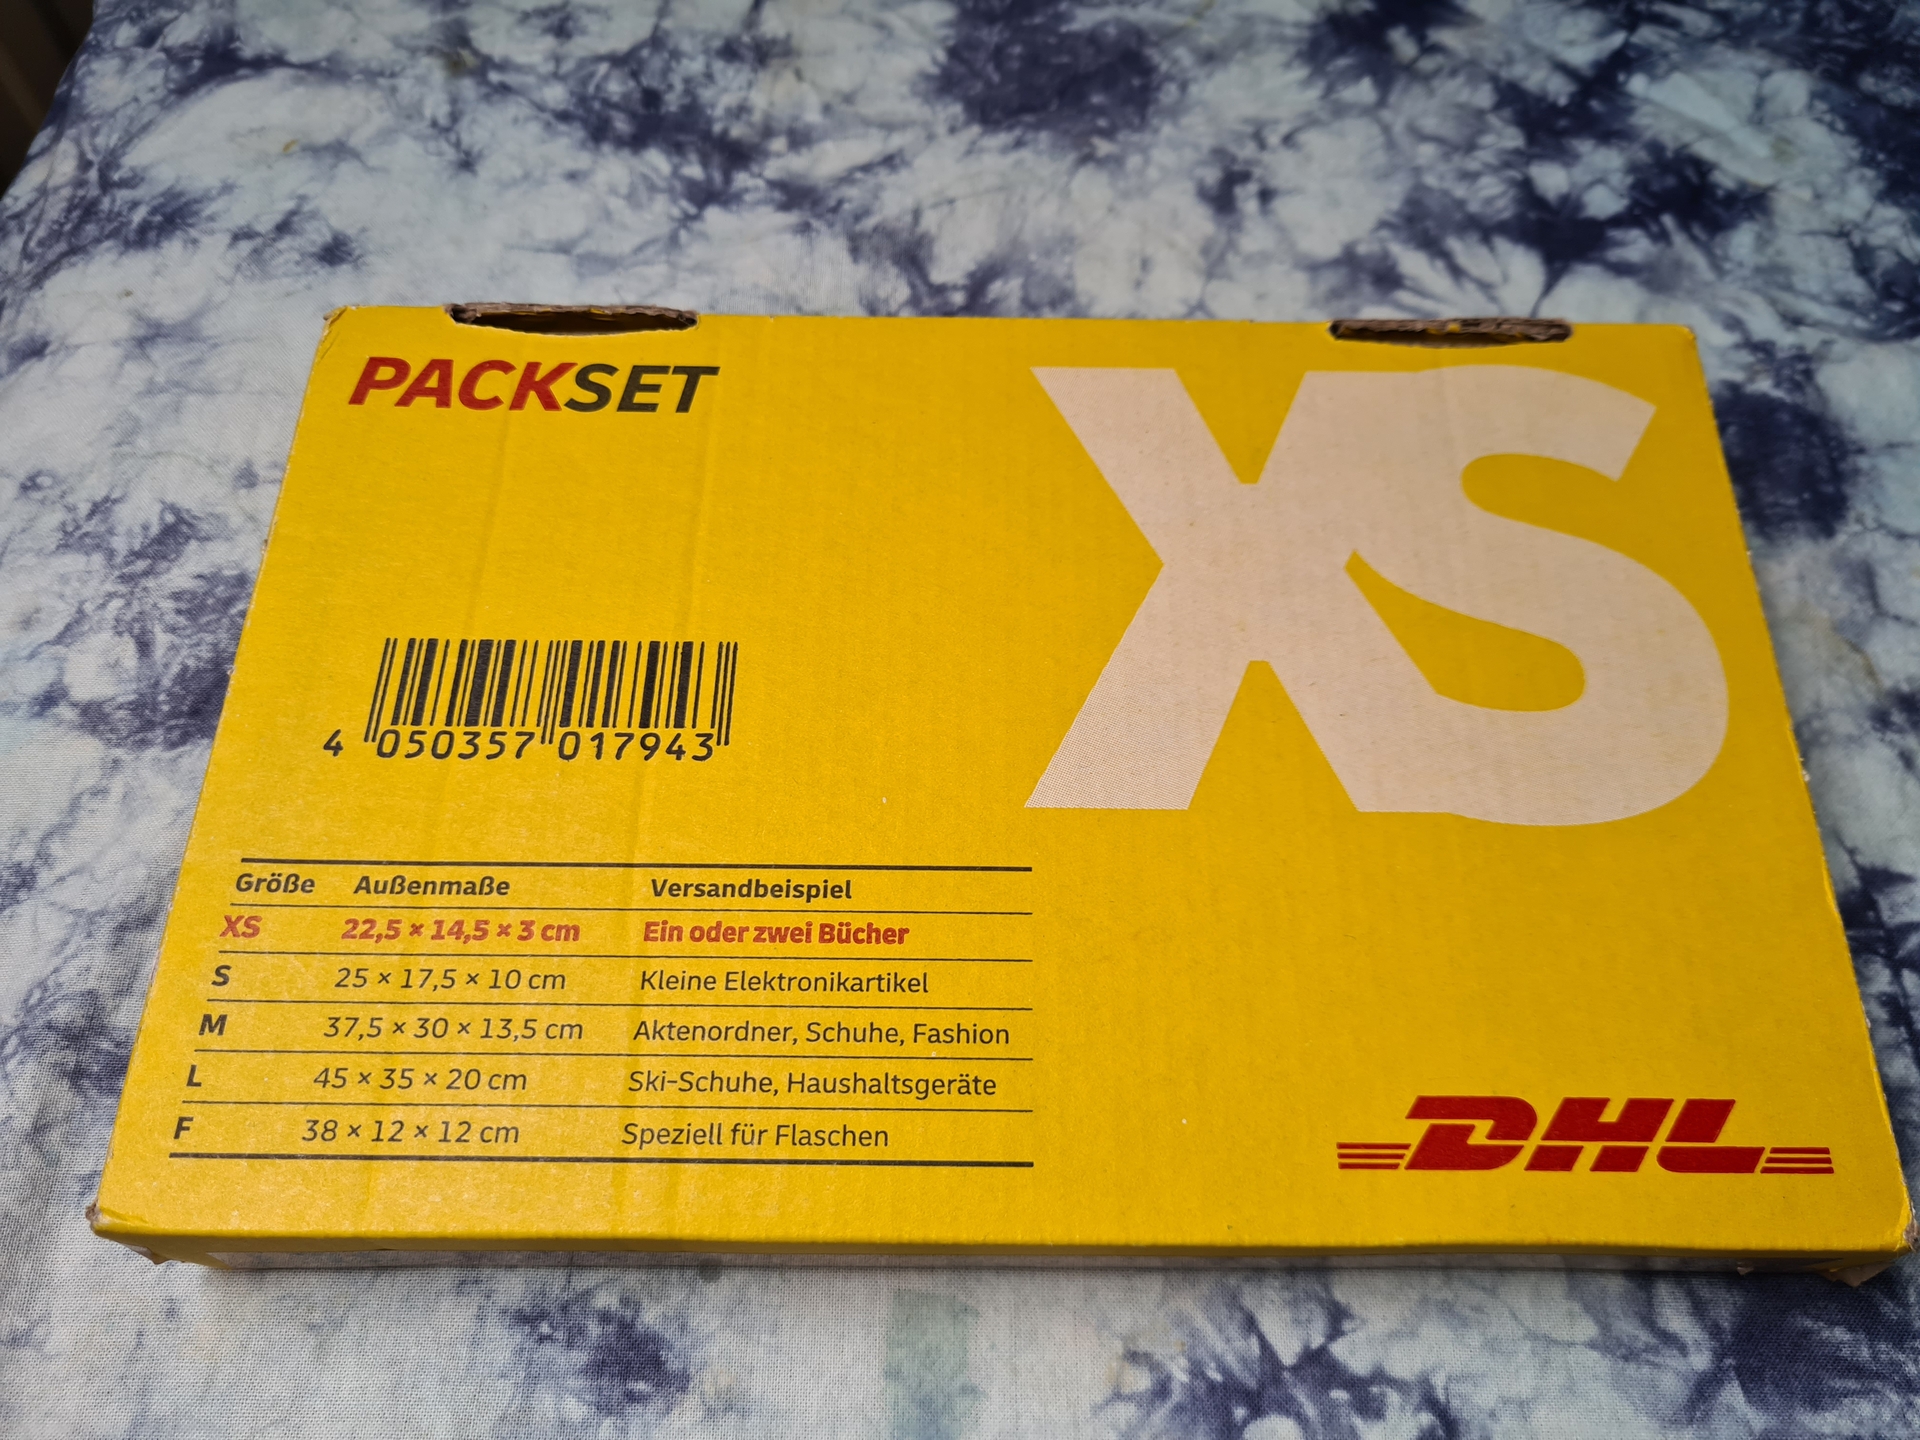 PACKSET
XS
4 050357 017943
Größe Außenmaße Versandbeispiel
XS 22,5 × 14,5 × 3 cm Ein oder zwei Bücher
S 25 × 17,5 × 10 cm Kleine Elektronikartikel
M 37,5 × 30 × 13,5 cm Aktenordner, Schuhe, Fashion
L 45 × 35 × 20 cm Ski-Schuhe, Haushaltsgeräte
F 38 × 12 × 12 cm Speziell für Flaschen
DHL